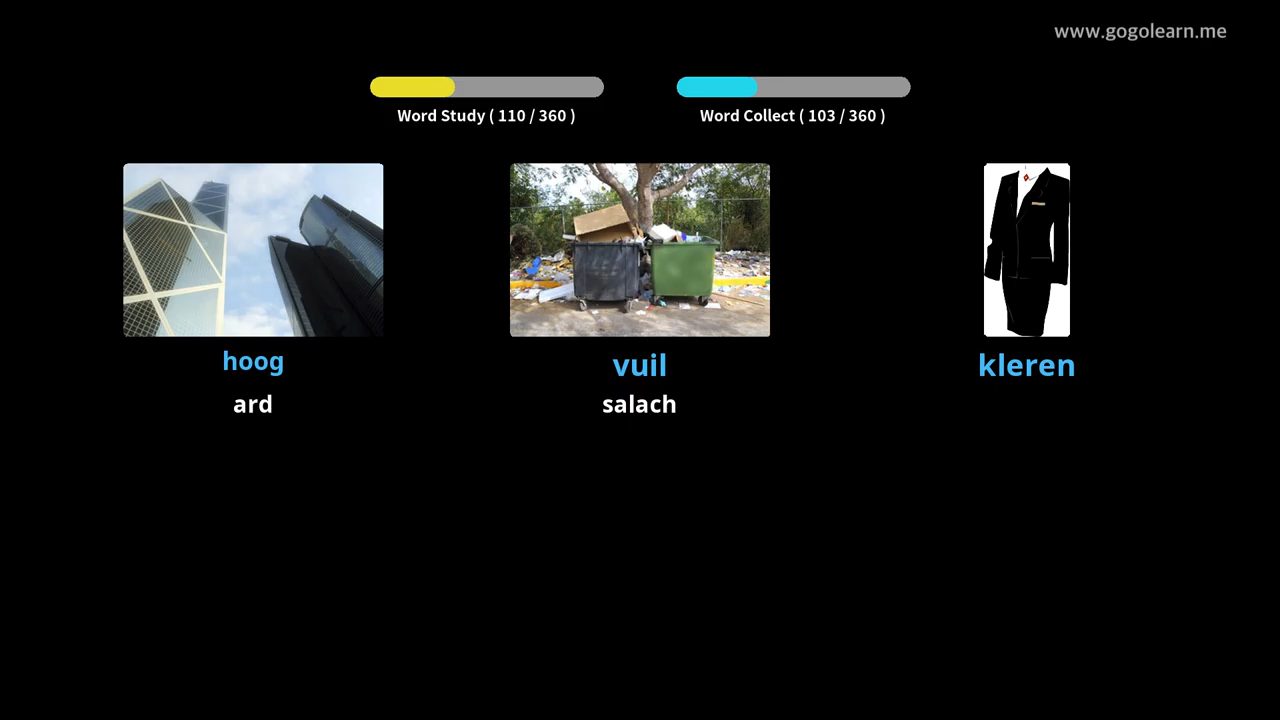 www.gogolearn.me
Word Study ( 110 / 360 )
Word Collect ( 103 / 360 )
hoog
vuil
kleren
ard
salach